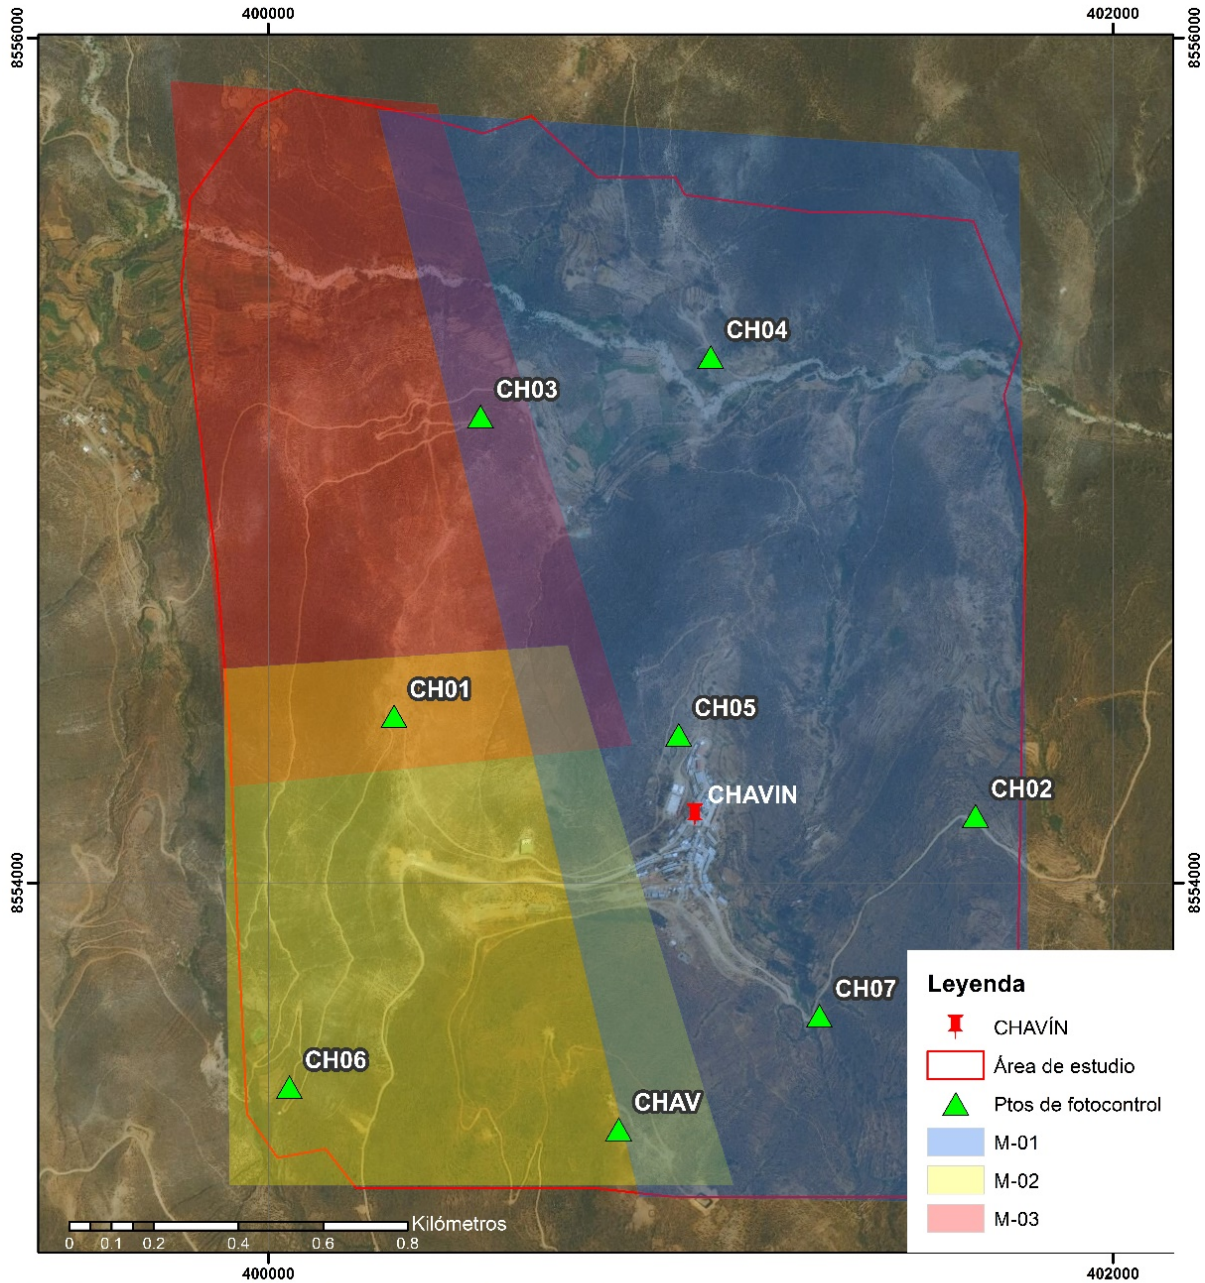 400000
402000
8556000
8556000
CH04
CH03
CH01
CH05
CHAVIN
CH02
8554000
8554000
CH07
CH06
CHAV
Leyenda
CHAVÍN
Área de estudio
Ptos de fotocontrol
M-01
M-02
M-03
Kilómetros
0 0.1 0.2 0.4 0.6 0.8
400000
402000